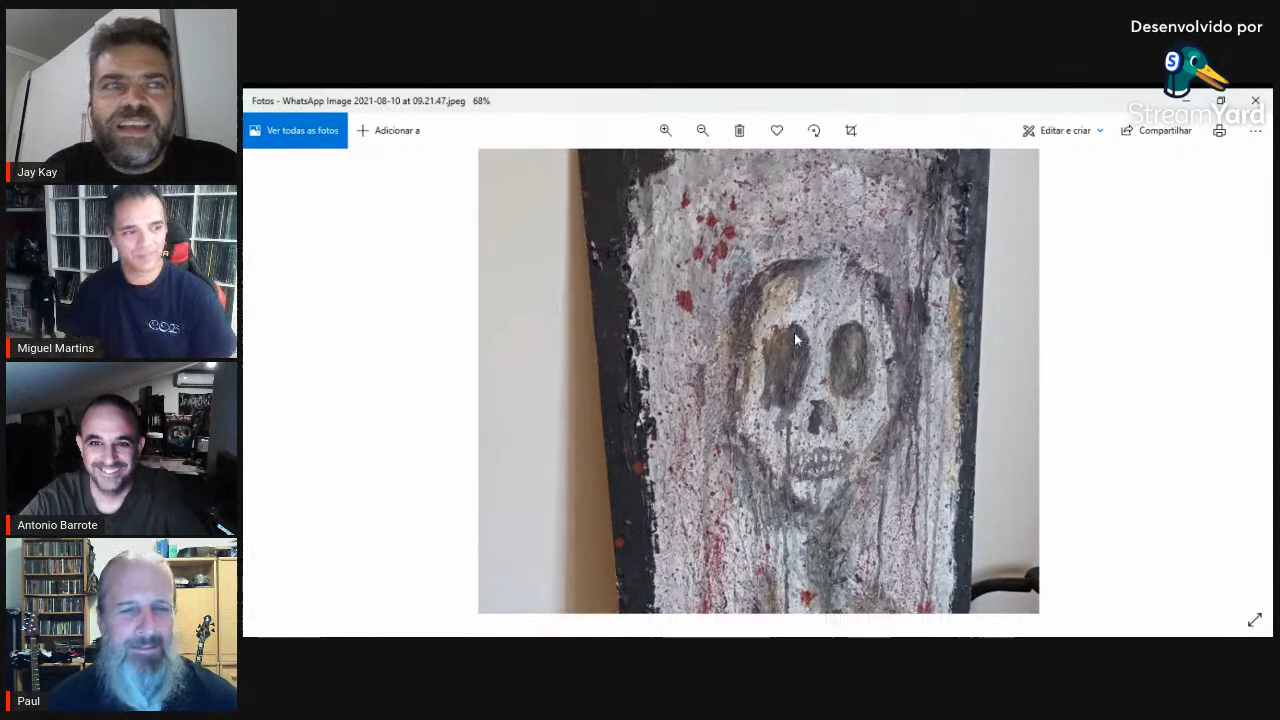 Desenvolvido por
S
StreamYard
Fotos - WhatsApp Image 2021-08-10 at 09.21.47.jpeg 68%
Ver todas as fotos
Adicionar a
Editar e criar
Compartilhar
Jay Kay
Miguel Martins
Antonio Barrote
Paul